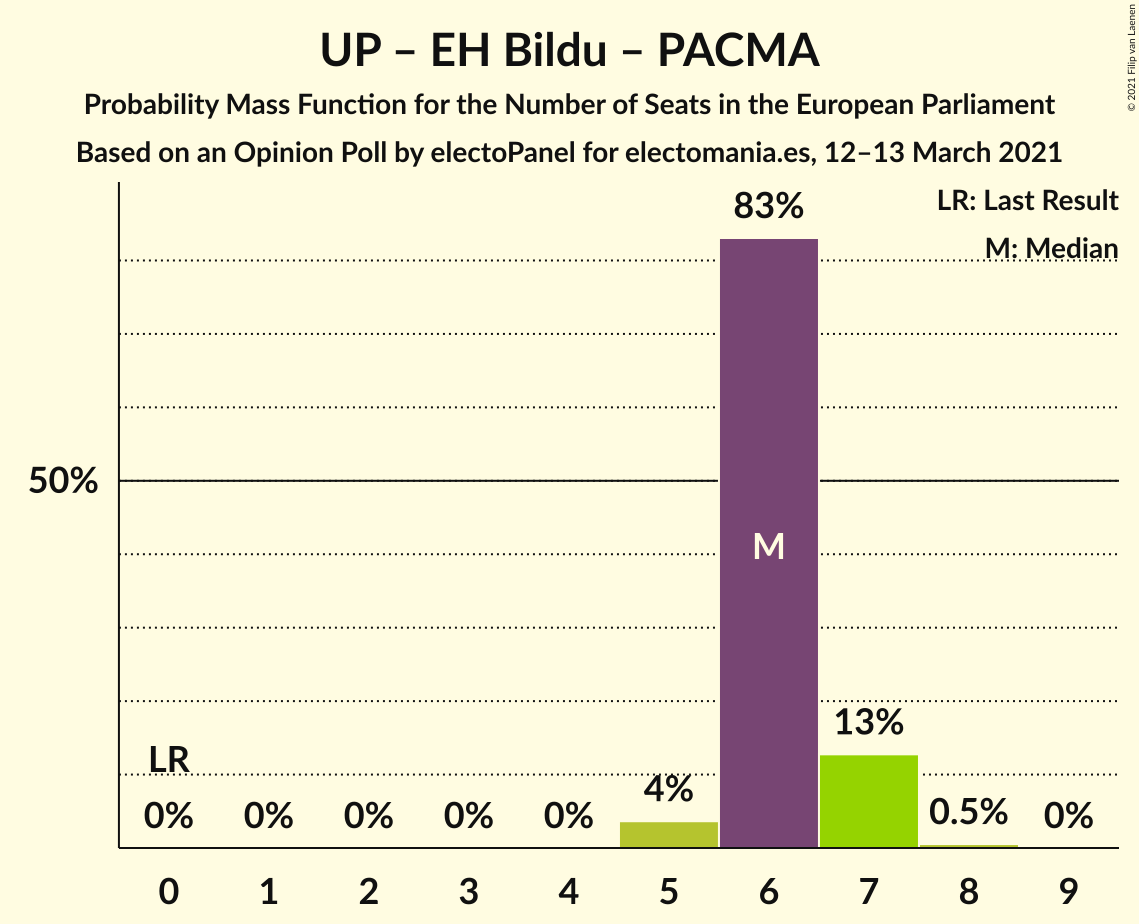 © 2021 Filip van Laenen
UP – EH Bildu – PACMA
Probability Mass Function for the Number of Seats in the European Parliament
Based on an Opinion Poll by electoPanel for electomania.es, 12–13 March 2021
LR: Last Result
M: Median
83%
50%
M
13%
LR
4%
0% 0% 0% 0% 0% 0.5% 0%
0 1 2 3 4 5 6 7 8 9